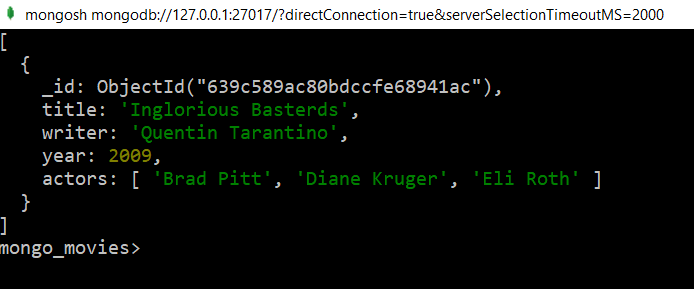 mongosh mongodb://127.0.0.1:27017/?directConnection=true&serverSelectionTimeoutMS=2000
[
  {
    _id: ObjectId("639c589ac80bdccfe68941ac"),
    title: 'Inglorious Basterds',
    writer: 'Quentin Tarantino',
    year: 2009,
    actors: [ 'Brad Pitt', 'Diane Kruger', 'Eli Roth' ]
  }
]
mongo_movies>